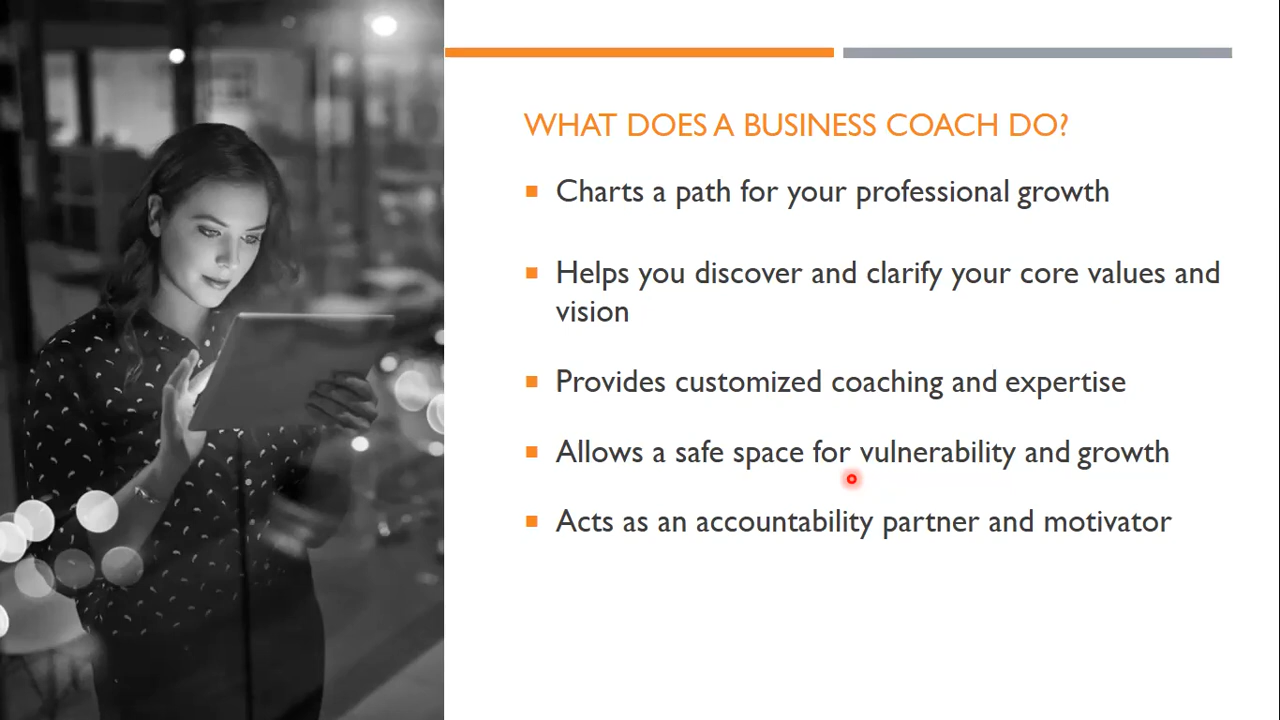 WHAT DOES A BUSINESS COACH DO?
Charts a path for your professional growth
Helps you discover and clarify your core values and
vision
Provides customized coaching and expertise
Allows a safe space for vulnerability and growth
Acts as an accountability partner and motivator